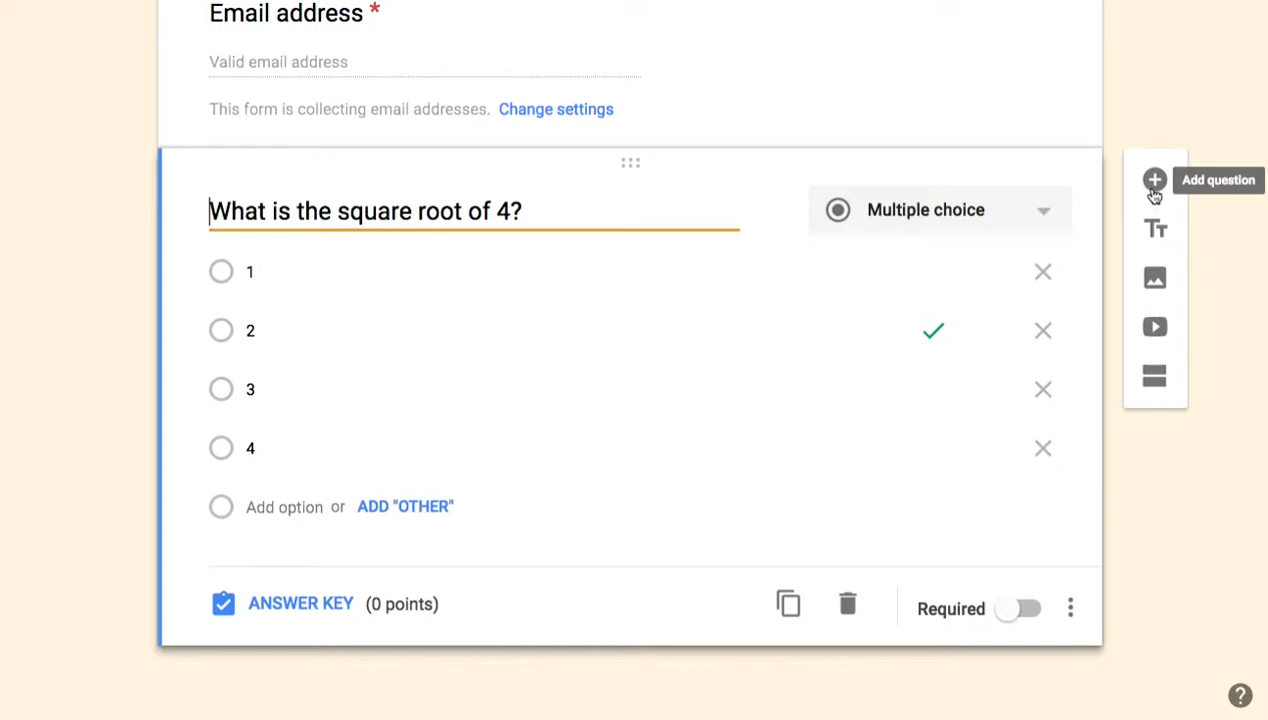 Email address *
Valid email address
This form is collecting email addresses. Change settings
Add question
What is the square root of 4?
Multiple choice
1
2
3
4
Add option or ADD "OTHER"
ANSWER KEY (0 points)
Required